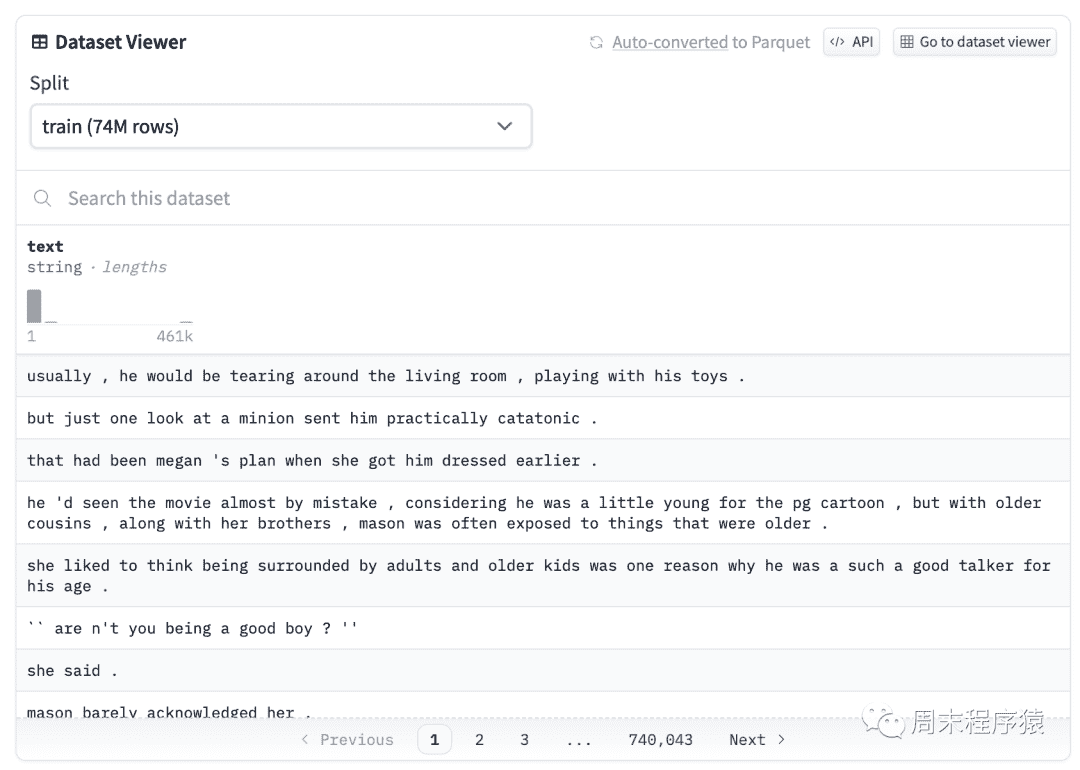 Dataset Viewer
Auto-converted to Parquet
</> API
Go to dataset viewer
Split
train (74M rows)
Search this dataset
text
string · lengths
1 461k
usually , he would be tearing around the living room , playing with his toys .
but just one look at a minion sent him practically catatonic .
that had been megan 's plan when she got him dressed earlier .
he 'd seen the movie almost by mistake , considering he was a little young for the pg cartoon , but with older
cousins , along with her brothers , mason was often exposed to things that were older .
she liked to think being surrounded by adults and older kids was one reason why he was a such a good talker for
his age .
`` are n't you being a good boy ? ''
she said .
mason barely acknowledged her .
< Previous 1 2 3 ... 740,043 Next >
周末程序猿